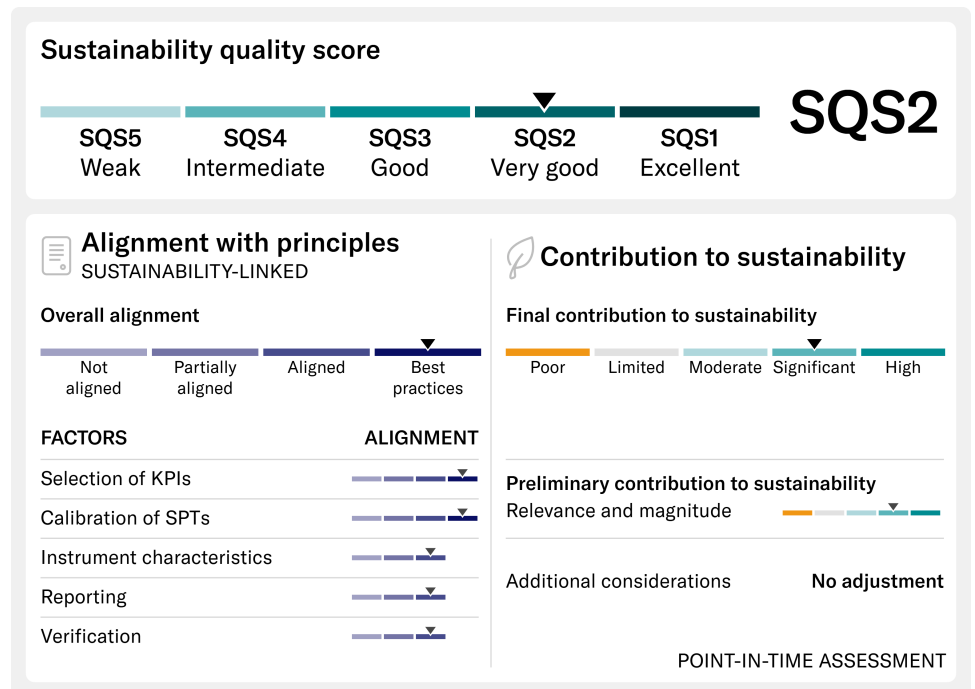 Sustainability quality score
SQS2
SQS5 SQS4 SQS3 SQS2 SQS1
Weak Intermediate Good Very good Excellent
Alignment with principles
SUSTAINABILITY-LINKED
Overall alignment
Not aligned
Partially aligned
Aligned
Best practices
FACTORS ALIGNMENT
Selection of KPIs
Calibration of SPTs
Instrument characteristics
Reporting
Verification
Contribution to sustainability
Final contribution to sustainability
Poor Limited Moderate Significant High
Preliminary contribution to sustainability
Relevance and magnitude
Additional considerations No adjustment
POINT-IN-TIME ASSESSMENT